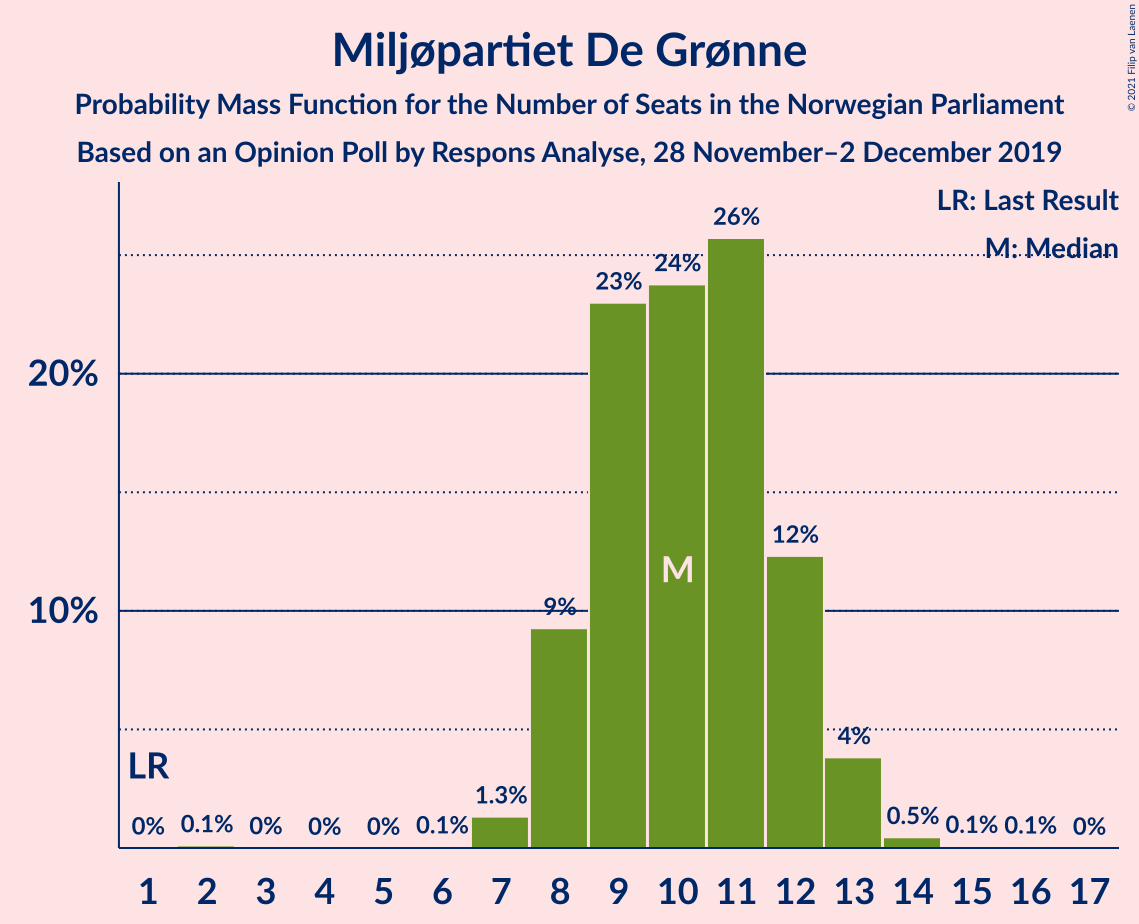 Miljøpartiet De Grønne
Probability Mass Function for the Number of Seats in the Norwegian Parliament
Based on an Opinion Poll by Respons Analyse, 28 November–2 December 2019
© 2021 Filip van Laenen
LR: Last Result
M: Median
26%
24%
23%
20%
12%
M
10%
9%
4%
LR
1.3%
0% 0.1% 0% 0% 0% 0.1% 0.5% 0.1% 0.1% 0%
1 2 3 4 5 6 7 8 9 10 11 12 13 14 15 16 17